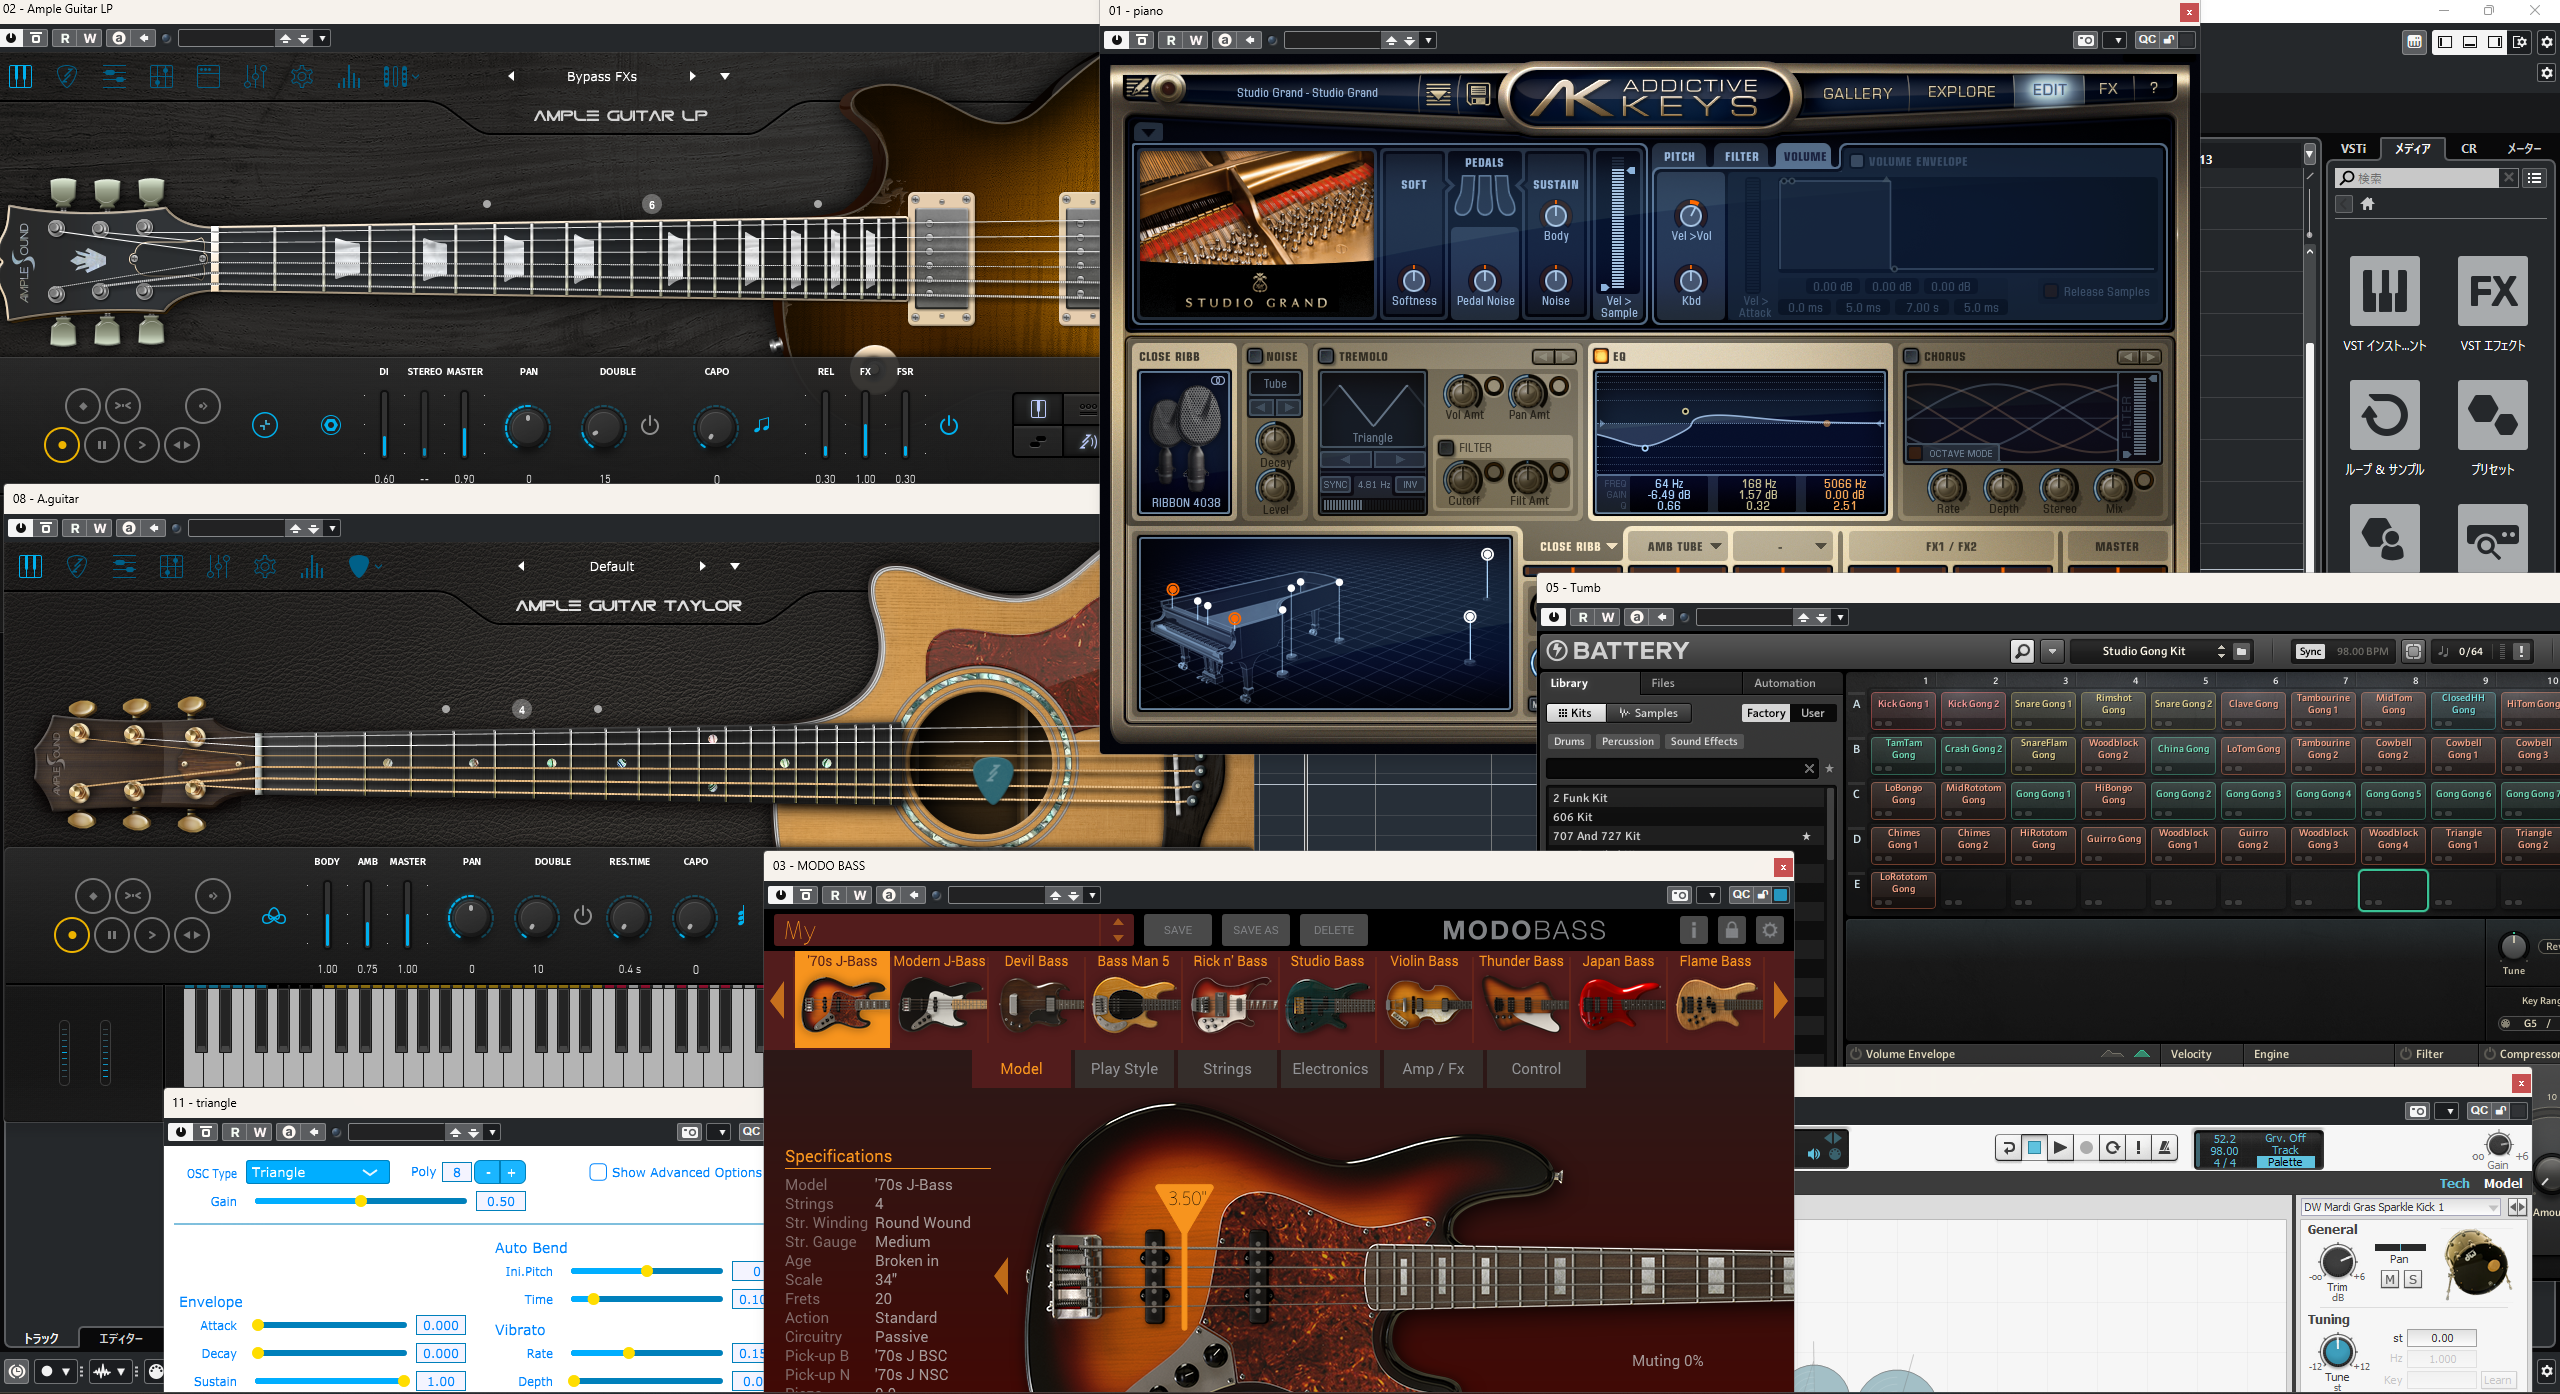 02 - Ample Guitar LP
R W
Bypass FXs
AMPLE GUITAR LP
6
AMPLE SOUND
DI STEREO MASTER PAN DOUBLE CAPO REL FX FSR
0.60 -- 0.90 0 15 0 0.30 1.00 0.30
08 - A.guitar
R W
Default
AMPLE GUITAR TAYLOR
4
AMPLE SOUND
BODY AMB MASTER PAN DOUBLE RES.TIME CAPO
1.00 0.75 1.00 0 10 0.4 s 0
01 - piano
R W
QC
Studio Grand - Studio Grand
AK ADDICTIVE KEYS
GALLERY EXPLORE EDIT FX ?
STUDIO GRAND
SOFT PEDALS SUSTAIN
Body
Softness Pedal Noise Noise
Vel > Sample
PITCH FILTER VOLUME VOLUME ENVELOPE
Vel >Vol
Kbd
Vel > Attack
0.00 dB 0.00 dB 0.00 dB
0.0 ms 5.0 ms 7.00 s 5.0 ms
Release Samples
CLOSE RIBB NOISE TREMOLO EQ CHORUS
RIBBON 4038
Tube
Decay
Level
Triangle
SYNC 4.81 Hz INV
Vol Amt Pan Amt
FILTER
Cutoff Filt Amt
FREQ 64 Hz 168 Hz 5066 Hz
GAIN -6.49 dB 1.57 dB 0.00 dB
Q 0.66 0.32 2.51
FILTER
OCTAVE MODE
Rate Depth Stereo Mix
CLOSE RIBB AMB TUBE - FX1 / FX2 MASTER
13
VSTi メディア CR メーター
検索
VST インスト...ント VST エフェクト
ループ & サンプル プリセット
05 - Tumb
R W
BATTERY
Studio Gong Kit
Sync 98.00 BPM 0/64
Library Files Automation
Kits Samples Factory User
Drums Percussion Sound Effects
2 Funk Kit
606 Kit
707 And 727 Kit
1 2 3 4 5 6 7 8 9 10
A Kick Gong 1 Kick Gong 2 Snare Gong 1 Rimshot Gong Snare Gong 2 Clave Gong Tambourine Gong 1 MidTom Gong ClosedHH Gong HiTom Gong
B TamTam Gong Crash Gong 2 SnareFlam Gong Woodblock Gong 2 China Gong LoTom Gong Tambourine Gong 2 Cowbell Gong Cowbell Gong 1 Cowbell Gong 3
C LoBongo Gong MidRototom Gong Gong Gong 1 HiBongo Gong Gong Gong 2 Gong Gong 3 Gong Gong 4 Gong Gong 5 Gong Gong 6 Gong Gong 7
D Chimes Gong 1 Chimes Gong 2 HiRototom Gong Guirro Gong Woodblock Gong 1 Guirro Gong 2 Woodblock Gong 3 Woodblock Gong 4 Triangle Gong 1 Triangle Gong 2
E LoRototom Gong
Tune
Rev
Key Rang
G5 /
Volume Envelope Velocity Engine Filter Compressor
03 - MODO BASS
R W
QC
My
SAVE SAVE AS DELETE
MODO BASS
'70s J-Bass Modern J-Bass Devil Bass Bass Man 5 Rick n' Bass Studio Bass Violin Bass Thunder Bass Japan Bass Flame Bass
Model Play Style Strings Electronics Amp / Fx Control
Specifications
Model '70s J-Bass
Strings 4
Str. Winding Round Wound
Str. Gauge Medium
Age Broken in
Scale 34"
Frets 20
Action Standard
Circuitry Passive
Pick-up B '70s J BSC
Pick-up N '70s J NSC
3.50"
Muting 0%
11 - triangle
R W
QC
OSC Type Triangle Poly 8 - + Show Advanced Options
Gain 0.50
Auto Bend
Ini.Pitch 0
Time 0.10
Envelope
Attack 0.000
Vibrato
Decay 0.000 Rate 0.15
Sustain 1.00 Depth 0.0
トラック エディター
QC
52.2 Grv. Off
98.00 Track
4 / 4 Palette
Gain
∞ +6
Tech Model
DW Mardi Gras Sparkle Kick 1
General
Trim dB
-∞ +6
Pan
M S
Tuning
-12 +12
Tune st
st 0.00
Hz 1.000
Key Learn
10
Amou